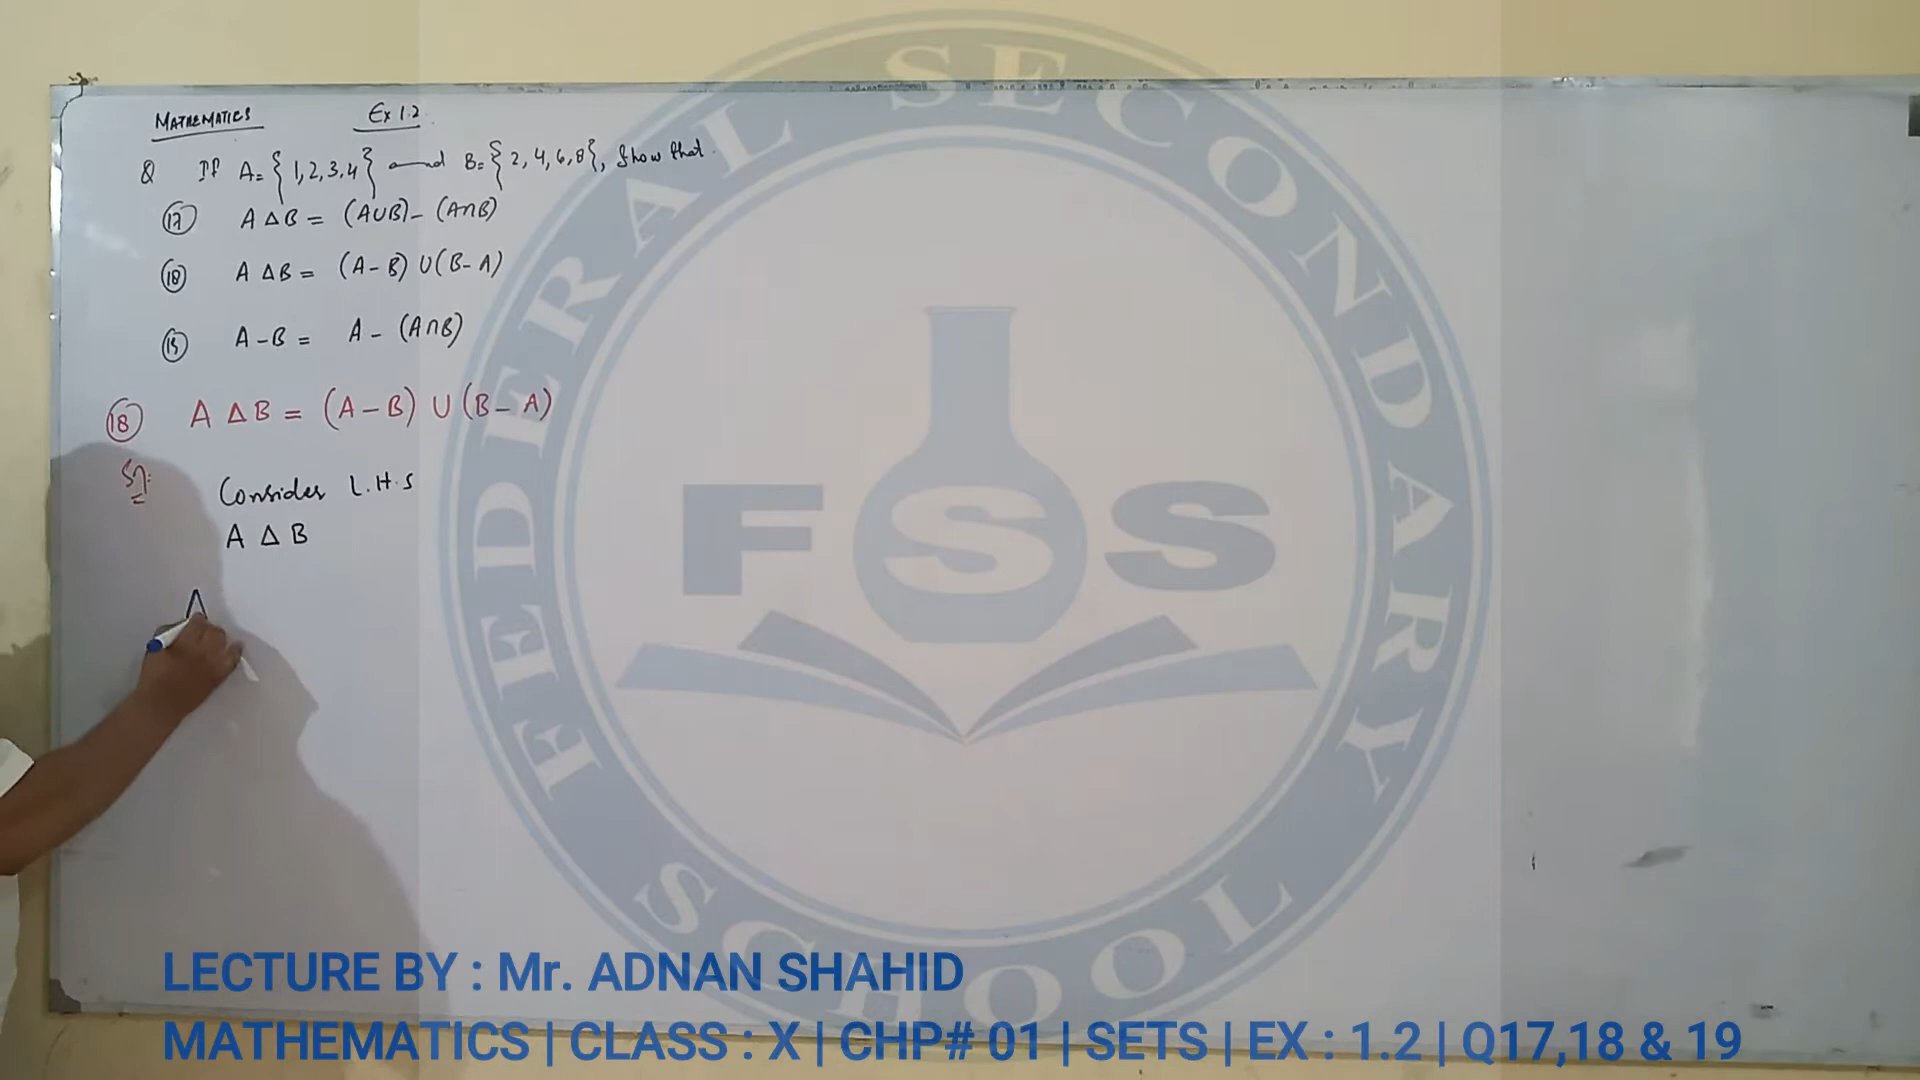 MATHEMATICS Ex 1.2
Q If A= {1,2,3,4} and B= {2,4,6,8}, Show that.
(17) A Δ B = (A∪B) - (A∩B)
(18) A Δ B = (A-B) ∪ (B-A)
(19) A-B = A - (A∩B)
(18) A Δ B = (A-B) ∪ (B-A)
Sol:
Consider L.H.S
A Δ B
A
FEDERAL SECONDARY SCHOOL
FSS
LECTURE BY : Mr. ADNAN SHAHID
MATHEMATICS | CLASS : X | CHP# 01 | SETS | EX : 1.2 | Q17,18 & 19